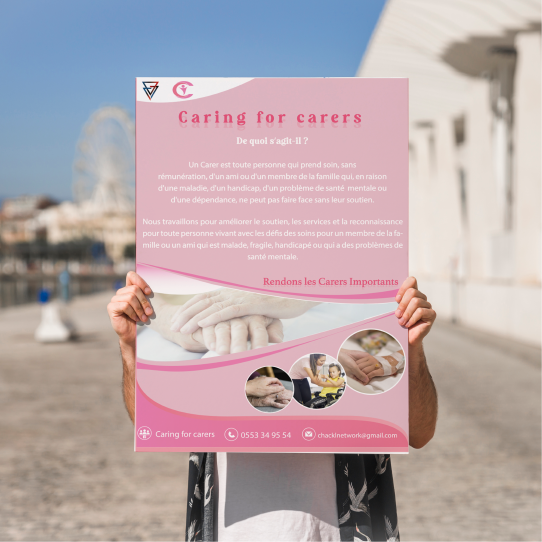 Caring for carers
De quoi s'agit-Il ?
Un Carer est toute personne qui prend soin, sans
rémunération, d'un ami ou d'un membre de la famille qui, en raison
d'une maladie, d'un handicap, d'un problème de santé mentale ou
d'une dépendance, ne peut pas faire face sans leur soutien.
Nous travaillons pour améliorer le soutien, les services et la reconnaissance
pour toute personne vivant avec les défis des soins pour un membre de la fa-
mille ou un ami qui est malade, fragile, handicapé ou qui a des problèmes de
santé mentale.
Rendons les Carers Importants
Caring for carers
0553 34 95 54
chacklnetwork@gmail.com